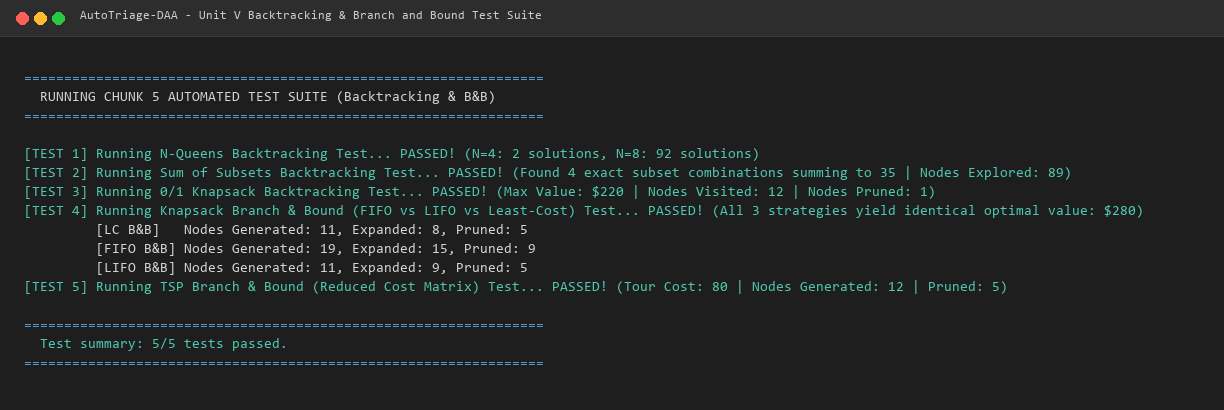 AutoTriage-DAA - Unit V Backtracking & Branch and Bound Test Suite
=================================================================
RUNNING CHUNK 5 AUTOMATED TEST SUITE (Backtracking & B&B)
=================================================================
[TEST 1] Running N-Queens Backtracking Test... PASSED! (N=4: 2 solutions, N=8: 92 solutions)
[TEST 2] Running Sum of Subsets Backtracking Test... PASSED! (Found 4 exact subset combinations summing to 35 | Nodes Explored: 89)
[TEST 3] Running 0/1 Knapsack Backtracking Test... PASSED! (Max Value: $220 | Nodes Visited: 12 | Nodes Pruned: 1)
[TEST 4] Running Knapsack Branch & Bound (FIFO vs LIFO vs Least-Cost) Test... PASSED! (All 3 strategies yield identical optimal value: $280)
[LC B&B]   Nodes Generated: 11, Expanded: 8, Pruned: 5
[FIFO B&B] Nodes Generated: 19, Expanded: 15, Pruned: 9
[LIFO B&B] Nodes Generated: 11, Expanded: 9, Pruned: 5
[TEST 5] Running TSP Branch & Bound (Reduced Cost Matrix) Test... PASSED! (Tour Cost: 80 | Nodes Generated: 12 | Pruned: 5)
=================================================================
Test summary: 5/5 tests passed.
=================================================================